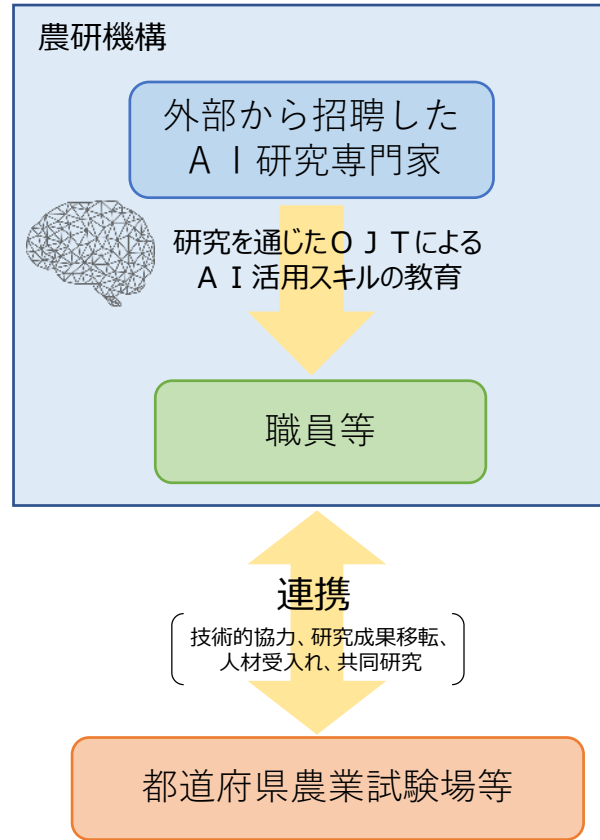 農研機構
外部から招聘した
ＡＩ研究専門家
研究を通じたＯＪＴによる
ＡＩ活用スキルの教育
職員等
連携
技術的協力、研究成果移転、
人材受入れ、共同研究
都道府県農業試験場等